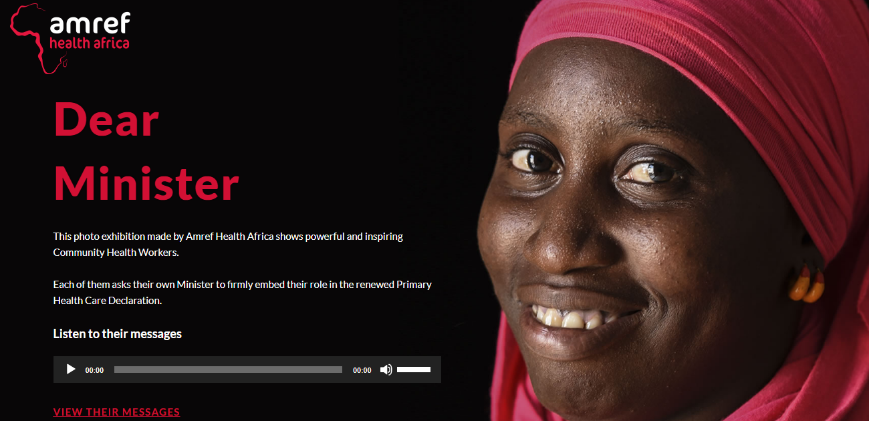 amref
health africa
Dear
Minister
This photo exhibition made by Amref Health Africa shows powerful and inspiring
Community Health Workers.
Each of them asks their own Minister to firmly embed their role in the renewed Primary
Health Care Declaration.
Listen to their messages
00:00 00:00
VIEW THEIR MESSAGES